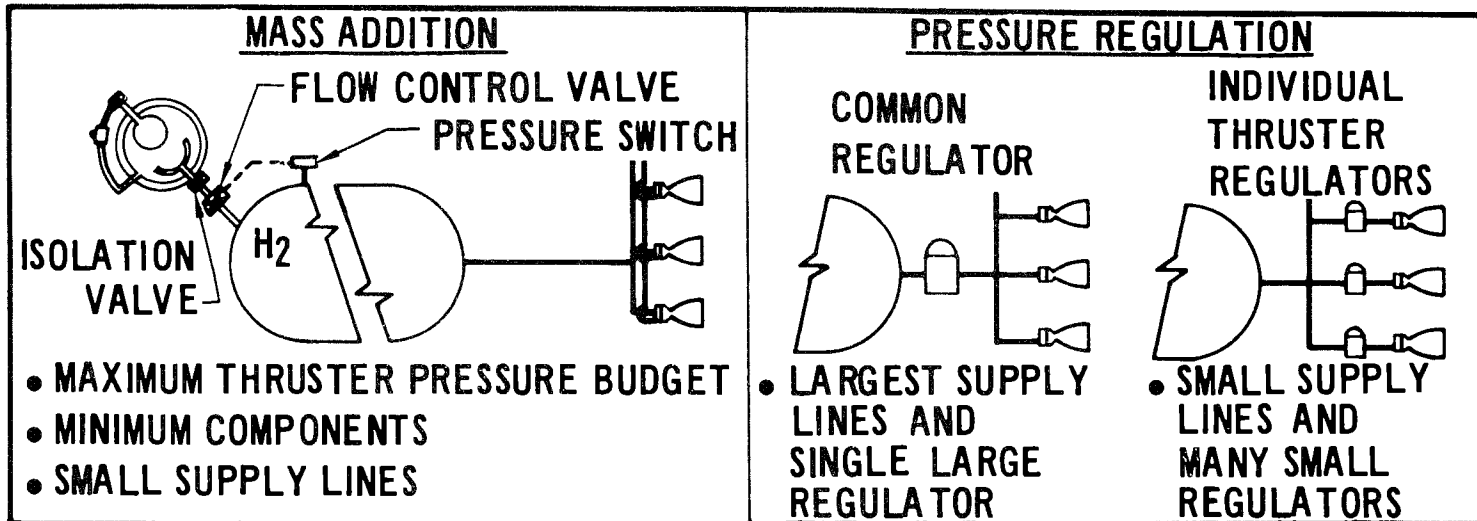 MASS ADDITION
FLOW CONTROL VALVE
PRESSURE SWITCH
H2
ISOLATION
VALVE
• MAXIMUM THRUSTER PRESSURE BUDGET
• MINIMUM COMPONENTS
• SMALL SUPPLY LINES
PRESSURE REGULATION
COMMON
REGULATOR
• LARGEST SUPPLY
LINES AND
SINGLE LARGE
REGULATOR
INDIVIDUAL
THRUSTER
REGULATORS
• SMALL SUPPLY
LINES AND
MANY SMALL
REGULATORS